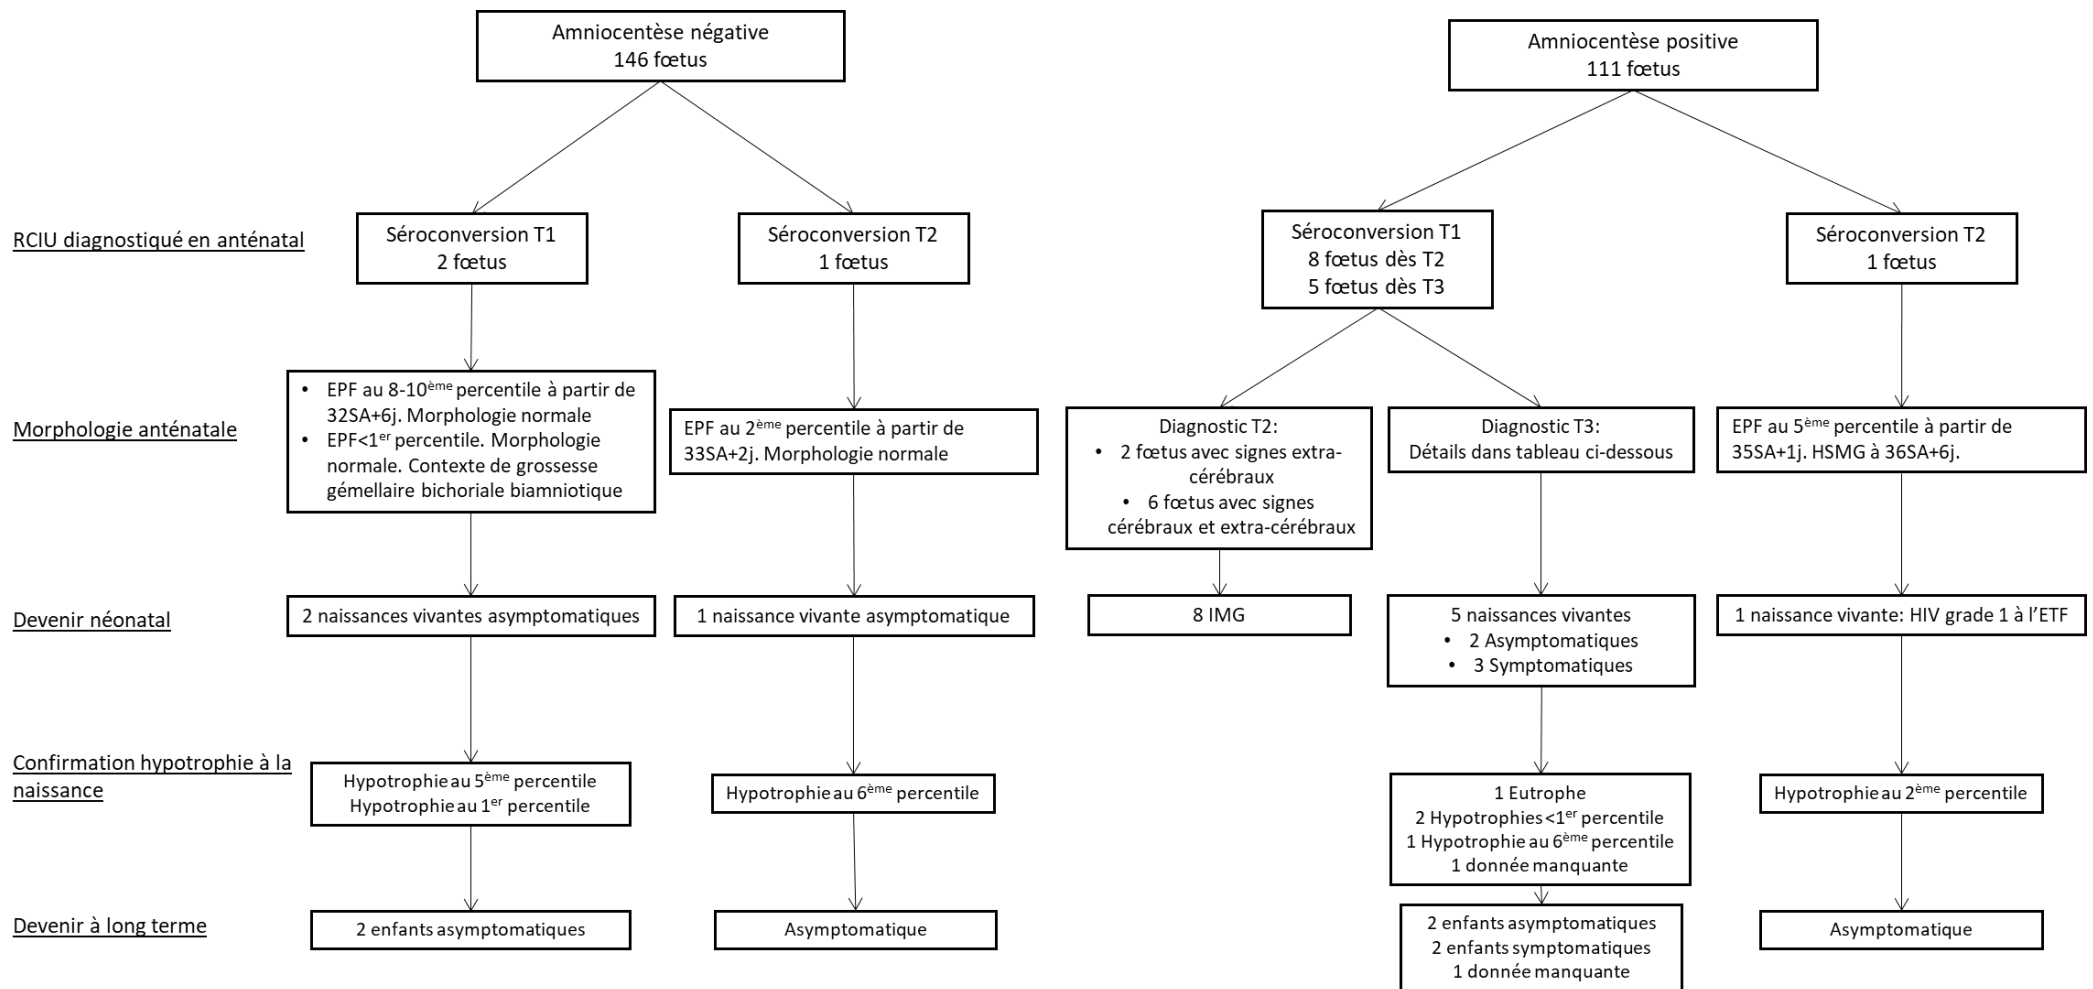 Amniocentèse négative
146 fœtus
Amniocentèse positive
111 fœtus
RCIU diagnostiqué en anténatal
Séroconversion T1
2 fœtus
Séroconversion T2
1 fœtus
Séroconversion T1
8 fœtus dès T2
5 fœtus dès T3
Séroconversion T2
1 fœtus
Morphologie anténatale
• EPF au 8-10ème percentile à partir de
32SA+6j. Morphologie normale
• EPF<1er percentile. Morphologie
normale. Contexte de grossesse
gémellaire bichoriale biamniotique
EPF au 2ème percentile à partir de
33SA+2j. Morphologie normale
Diagnostic T2:
• 2 fœtus avec signes extra-
cérébraux
• 6 fœtus avec signes
cérébraux et extra-cérébraux
Diagnostic T3:
Détails dans tableau ci-dessous
EPF au 5ème percentile à partir de
35SA+1j. HSMG à 36SA+6j.
Devenir néonatal
2 naissances vivantes asymptomatiques
1 naissance vivante asymptomatique
8 IMG
5 naissances vivantes
• 2 Asymptomatiques
• 3 Symptomatiques
1 naissance vivante: HIV grade 1 à l'ETF
Confirmation hypotrophie à la
naissance
Hypotrophie au 5ème percentile
Hypotrophie au 1er percentile
Hypotrophie au 6ème percentile
1 Eutrophe
2 Hypotrophies <1er percentile
1 Hypotrophie au 6ème percentile
1 donnée manquante
Hypotrophie au 2ème percentile
Devenir à long terme
2 enfants asymptomatiques
Asymptomatique
2 enfants asymptomatiques
2 enfants symptomatiques
1 donnée manquante
Asymptomatique